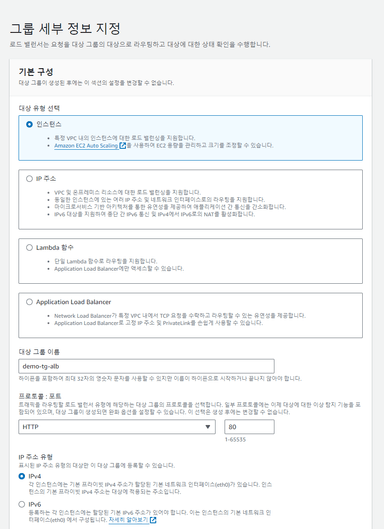 그룹 세부 정보 지정
로드 밸런서는 요청을 대상 그룹의 대상으로 라우팅하고 대상에 대한 상태 확인을 수행합니다.
기본 구성
대상 그룹이 생성된 후에는 이 섹션의 설정을 변경할 수 없습니다.
대상 유형 선택
인스턴스
특정 VPC 내의 인스턴스에 대한 로드 밸런싱을 지원합니다.
Amazon EC2 Auto Scaling 을 사용하여 EC2 용량을 관리하고 크기를 조정할 수 있습니다.
IP 주소
VPC 및 온프레미스 리소스에 대한 로드 밸런싱을 지원합니다.
동일한 인스턴스에 있는 여러 IP 주소 및 네트워크 인터페이스로의 라우팅을 지원합니다.
마이크로서비스 기반 아키텍처를 통한 유연성을 제공하여 애플리케이션 간 통신을 간소화합니다.
IPv6 대상을 지원하여 종단 간 IPv6 통신 및 IPv4에서 IPv6로의 NAT를 활성화합니다.
Lambda 함수
단일 Lambda 함수로 라우팅을 지원합니다.
Application Load Balancer에만 액세스할 수 있습니다.
Application Load Balancer
Network Load Balancer가 특정 VPC 내에서 TCP 요청을 수락하고 라우팅할 수 있는 유연성을 제공합니다.
Application Load Balancer로 고정 IP 주소 및 PrivateLink를 손쉽게 사용할 수 있습니다.
대상 그룹 이름
demo-tg-alb
하이픈을 포함하여 최대 32자의 영숫자 문자를 사용할 수 있지만 이름이 하이픈으로 시작하거나 끝나지 않아야 합니다.
프로토콜 : 포트
트래픽을 라우팅할 로드 밸런서 유형에 해당하는 대상 그룹의 프로토콜을 선택합니다. 일부 프로토콜에는 이제 대상에 대한 이상 탐지 기능을 포
함되어 있으며, 대상 그룹이 생성되면 완화 옵션을 설정할 수 있습니다. 이 선택은 생성 후에는 변경할 수 없습니다.
HTTP
80
1-65535
IP 주소 유형
표시된 IP 주소 유형의 대상만 이 대상 그룹에 등록할 수 있습니다.
IPv4
각 인스턴스에는 기본 프라이빗 IPv4 주소가 할당된 기본 네트워크 인터페이스(eth0)가 있습니다. 인
스턴스의 기본 프라이빗 IPv4 주소는 대상에 적용되는 주소입니다.
IPv6
등록하는 각 인스턴스에는 할당된 기본 IPv6 주소가 있어야 합니다. 이는 인스턴스의 기본 네트워크 인
터페이스(eth0) 에서 구성됩니다. 자세히 알아보기